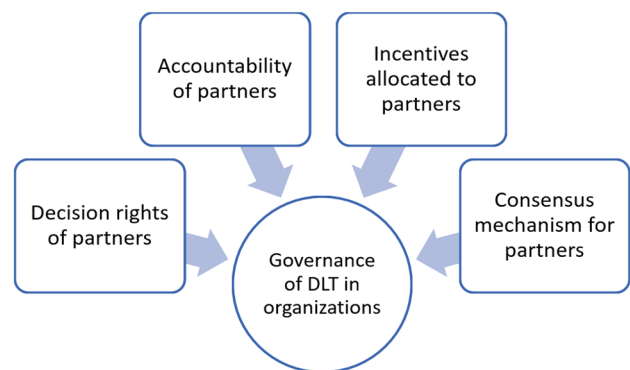 Accountability
of partners
Incentives
allocated to
partners
Decision rights
of partners
Consensus
mechanism for
partners
Governance
of DLT in
organizations